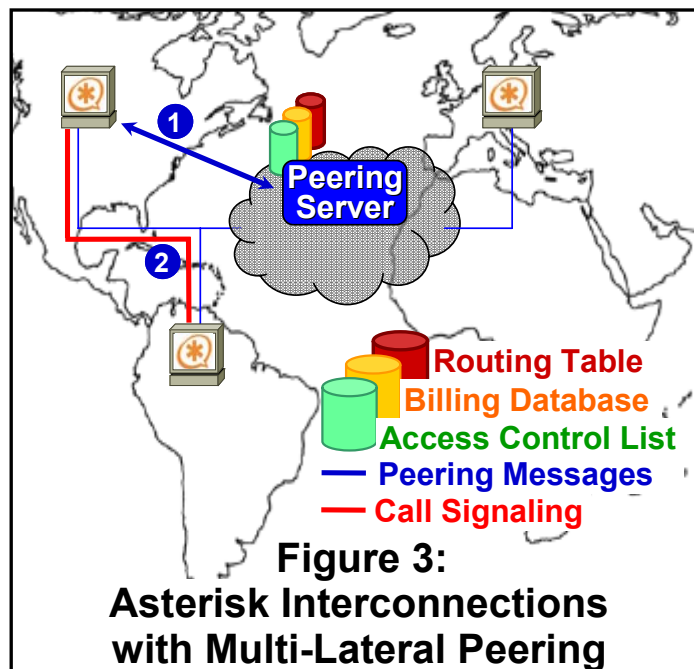 1
Peering
Server
2
Routing Table
Billing Database
Access Control List
Peering Messages
Call Signaling
Figure 3:
Asterisk Interconnections
with Multi-Lateral Peering